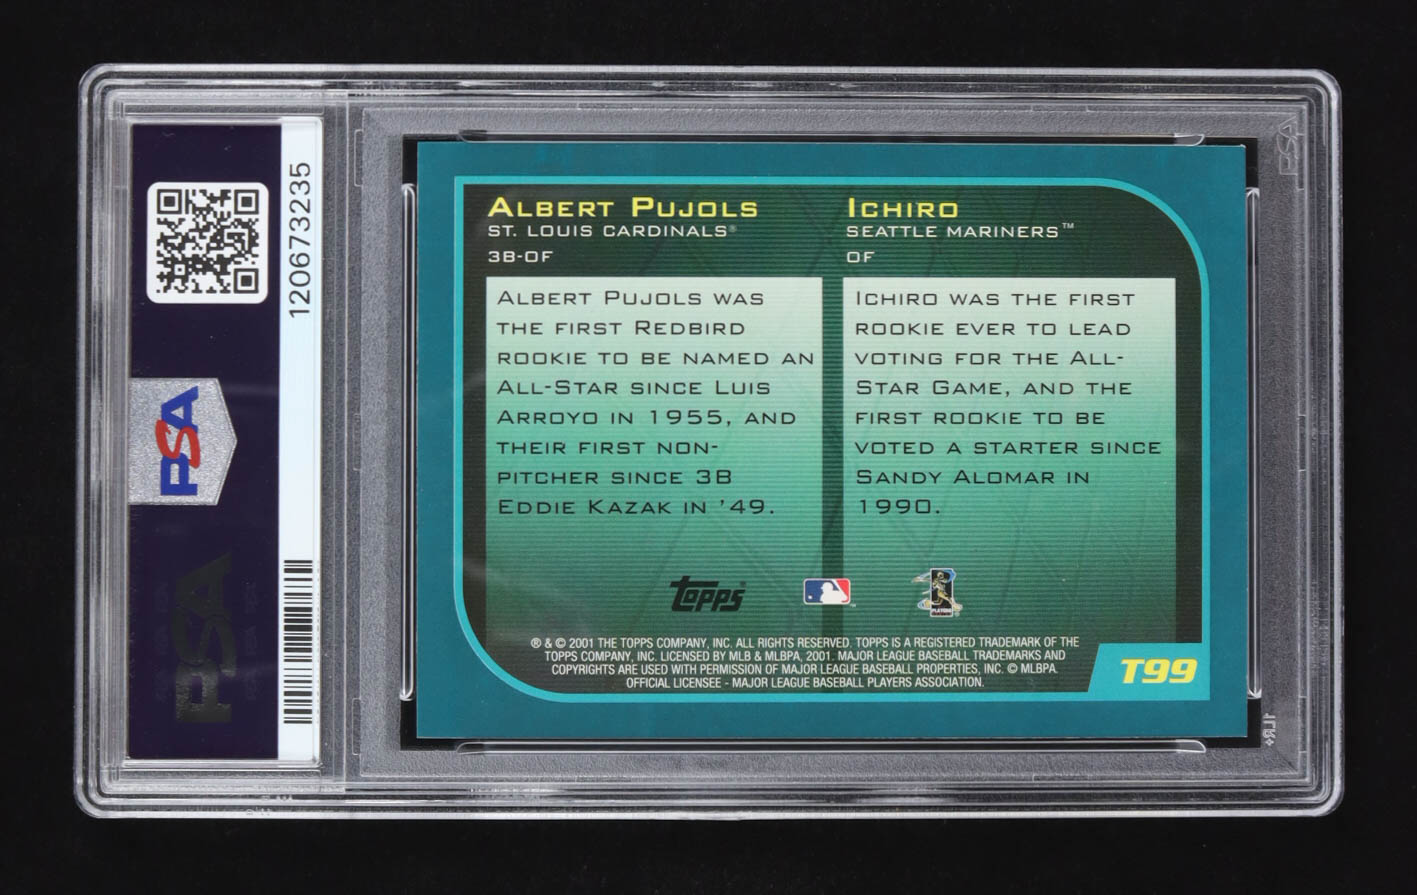 120673235
PSA
PSA
ALBERT PUJOLS
ST. LOUIS CARDINALS®
3B-OF
ALBERT PUJOLS WAS
THE FIRST REDBIRD
ROOKIE TO BE NAMED AN
ALL-STAR SINCE LUIS
ARROYO IN 1955, AND
THEIR FIRST NON-
PITCHER SINCE 3B
EDDIE KAZAK IN '49.
ICHIRO
SEATTLE MARINERS™
OF
ICHIRO WAS THE FIRST
ROOKIE EVER TO LEAD
VOTING FOR THE ALL-
STAR GAME, AND THE
FIRST ROOKIE TO BE
VOTED A STARTER SINCE
SANDY ALOMAR IN
1990.
Topps®
PLAYERS
® & © 2001 THE TOPPS COMPANY, INC. ALL RIGHTS RESERVED. TOPPS IS A REGISTERED TRADEMARK OF THE
TOPPS COMPANY, INC. LICENSED BY MLB & MLBPA, 2001. MAJOR LEAGUE BASEBALL TRADEMARKS AND
COPYRIGHTS ARE USED WITH PERMISSION OF MAJOR LEAGUE BASEBALL PROPERTIES, INC. © MLBPA.
OFFICIAL LICENSEE - MAJOR LEAGUE BASEBALL PLAYERS ASSOCIATION.
T99
PSA
1LR+